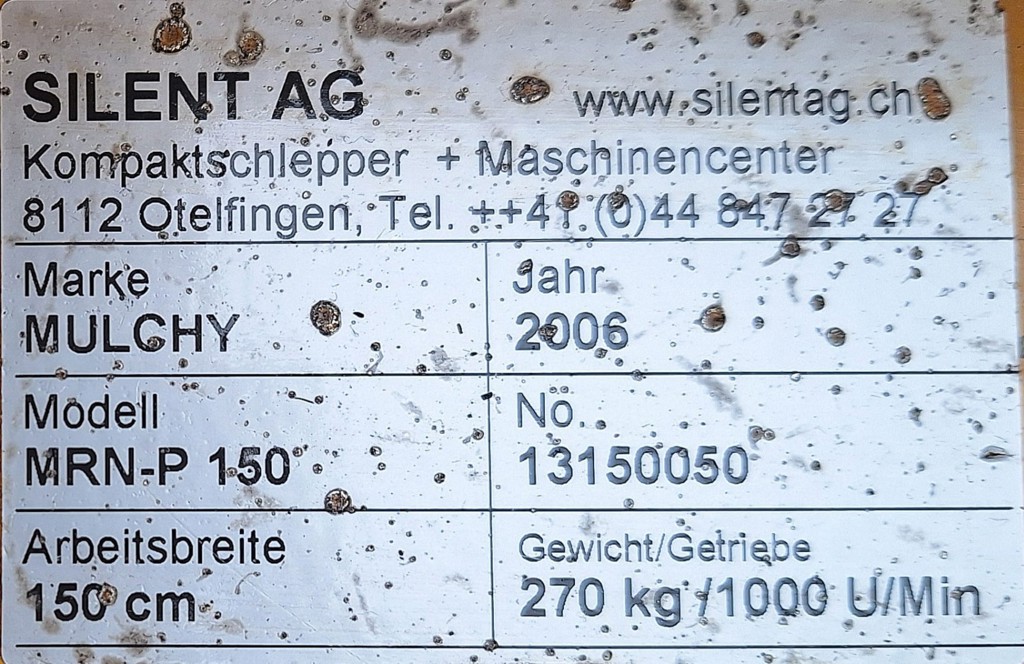 SILENT AG www.silentag.ch
Kompaktschlepper + Maschinencenter
8112 Otelfingen, Tel. ++41 (0)44 847 27 27
Marke Jahr
MULCHY 2006
Modell No.
MRN-P 150 13150050
Arbeitsbreite Gewicht/Getriebe
150 cm 270 kg /1000 U/Min